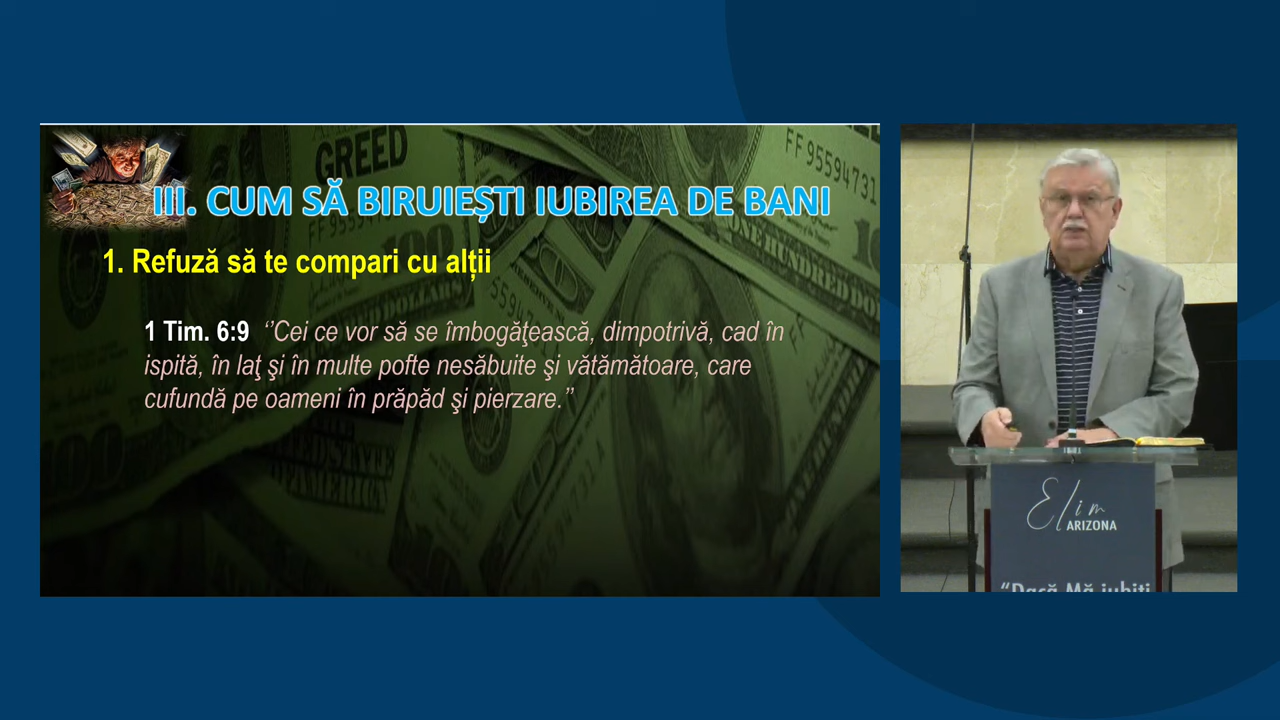 GREED
FF95594731
III. CUM SĂ BIRUIEȘTI IUBIREA DE BANI
1. Refuză să te compari cu alții
1 Tim. 6:9 ‘’Cei ce vor să se îmbogăţească, dimpotrivă, cad în
ispită, în laţ şi în multe pofte nesăbuite şi vătămătoare, care
cufundă pe oameni în prăpăd şi pierzare.’’
Elim
ARIZONA
“Dacă Mă iubiți